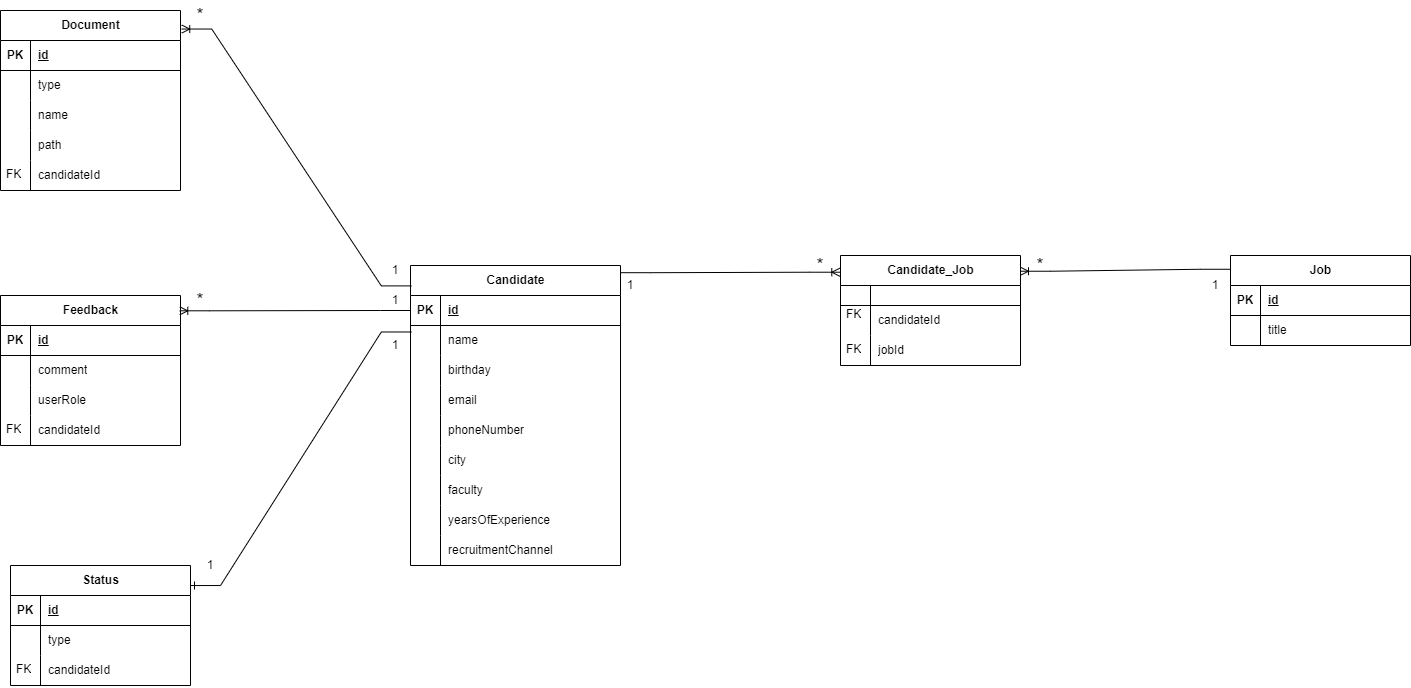 Document
*
PK id
type
name
path
FK candidateId
Feedback
*
PK id
comment
userRole
FK candidateId
Status
1
PK id
type
FK candidateId
1
1
1
Candidate
1
PK id
name
birthday
email
phoneNumber
city
faculty
yearsOfExperience
recruitmentChannel
*
Candidate_Job
*
FK candidateId
FK jobId
1
Job
PK id
title